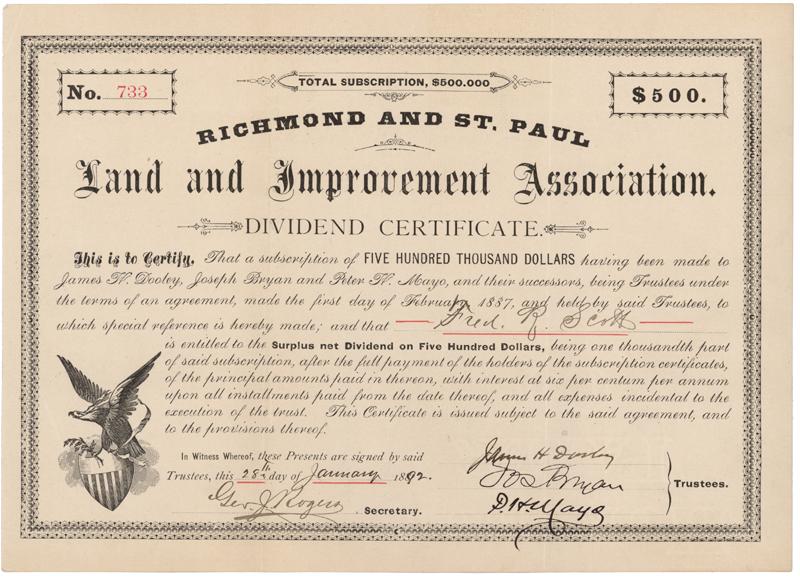 No. 733
TOTAL SUBSCRIPTION, $500.000
$500.
RICHMOND AND ST. PAUL
Land and Improvement Association.
DIVIDEND CERTIFICATE.
This is to Certify, That a subscription of FIVE HUNDRED THOUSAND DOLLARS having been made to
James H. Dooley, Joseph Bryan and Peter H. Mayo, and their successors, being Trustees under
the terms of an agreement, made the first day of February 1887, and held by said Trustees, to
which special reference is hereby made; and that Fred. R. Scott
is entitled to the Surplus net Dividend on Five Hundred Dollars, being one thousandth part
of said subscription, after the full payment of the holders of the subscription certificates,
of the principal amounts paid in thereon, with interest at six per centum per annum
upon all installments paid from the date thereof, and all expenses incidental to the
execution of the trust. This Certificate is issued subject to the said agreement, and
to the provisions thereof.
In Witness Whereof, these Presents are signed by said
Trustees, this 28th day of January 1892.
James H Dooley
Jos Bryan
P. H. Mayo
Trustees.
Geo. J. Rogers
Secretary.